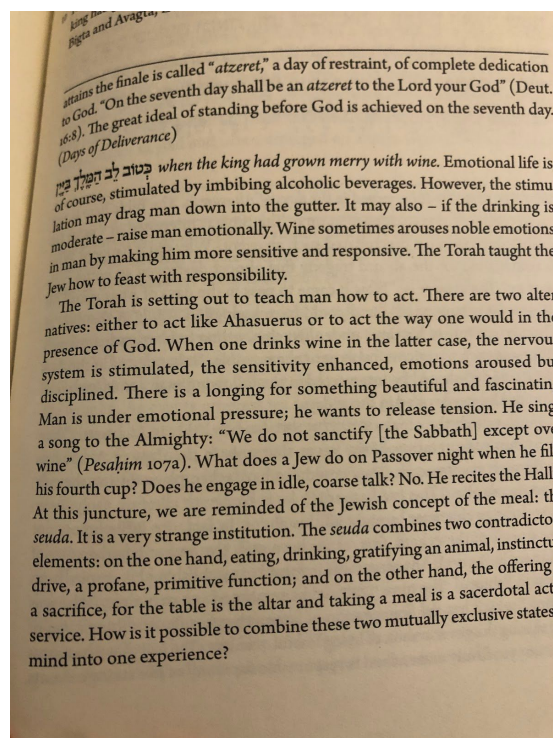 king ha
Bigta and Avagta,
attains the finale is called “atzeret,” a day of restraint, of complete dedication
to God. “On the seventh day shall be an atzeret to the Lord your God” (Deut.
16:8). The great ideal of standing before God is achieved on the seventh day.
(Days of Deliverance)
כְּטוֹב לֵב הַמֶּלֶךְ בַּיָּיִן when the king had grown merry with wine. Emotional life is
of course, stimulated by imbibing alcoholic beverages. However, the stimu
lation may drag man down into the gutter. It may also – if the drinking is
moderate – raise man emotionally. Wine sometimes arouses noble emotions
in man by making him more sensitive and responsive. The Torah taught the
Jew how to feast with responsibility.
The Torah is setting out to teach man how to act. There are two alter
natives: either to act like Ahasuerus or to act the way one would in the
presence of God. When one drinks wine in the latter case, the nervou
system is stimulated, the sensitivity enhanced, emotions aroused bu
disciplined. There is a longing for something beautiful and fascinatin
Man is under emotional pressure; he wants to release tension. He sing
a song to the Almighty: “We do not sanctify [the Sabbath] except ove
wine” (Pesaḥim 107a). What does a Jew do on Passover night when he fil
his fourth cup? Does he engage in idle, coarse talk? No. He recites the Hall
At this juncture, we are reminded of the Jewish concept of the meal: th
seuda. It is a very strange institution. The seuda combines two contradicto
elements: on the one hand, eating, drinking, gratifying an animal, instinctu
drive, a profane, primitive function; and on the other hand, the offering
a sacrifice, for the table is the altar and taking a meal is a sacerdotal act
service. How is it possible to combine these two mutually exclusive states
mind into one experience?